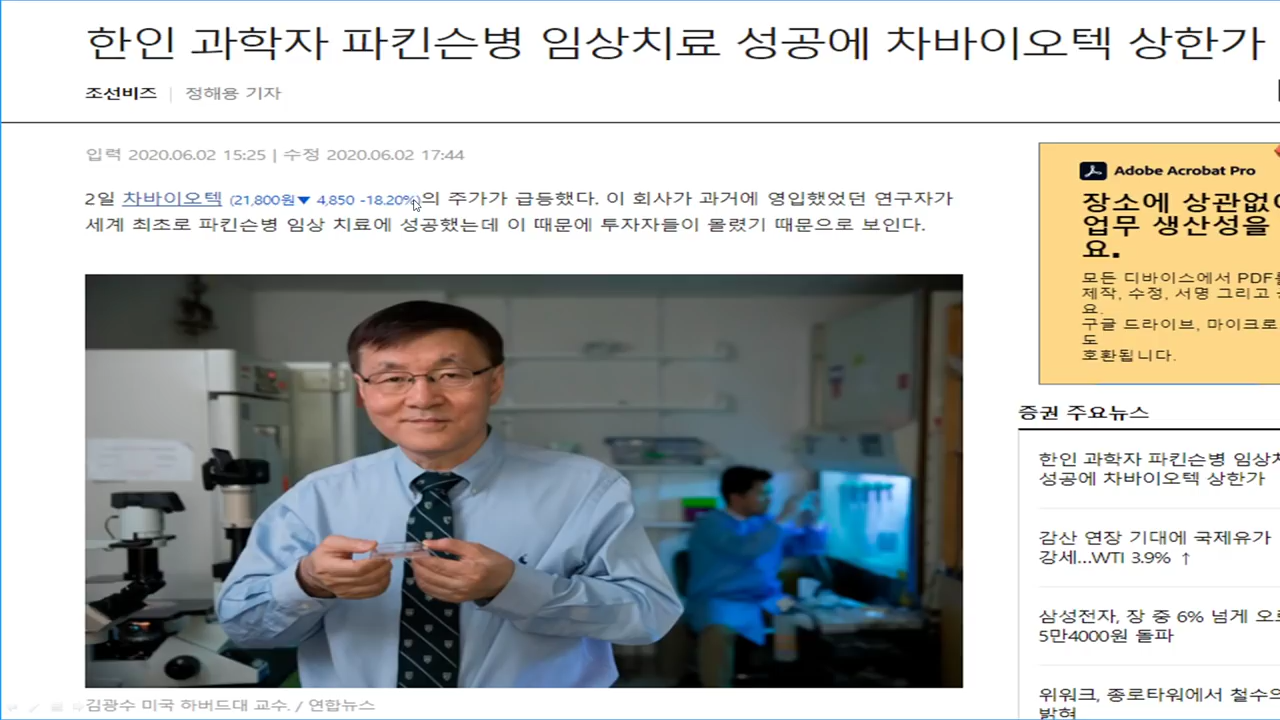 한인 과학자 파킨슨병 임상치료 성공에 차바이오텍 상한가
조선비즈 | 정해용 기자
입력 2020.06.02 15:25 | 수정 2020.06.02 17:44
2일 차바이오텍 (21,800원▼ 4,850 -18.20%)의 주가가 급등했다. 이 회사가 과거에 영입했었던 연구자가
세계 최초로 파킨슨병 임상 치료에 성공했는데 이 때문에 투자자들이 몰렸기 때문으로 보인다.
김광수 미국 하버드대 교수. / 연합뉴스
Adobe Acrobat Pro
장소에 상관없이
업무 생산성을
요.
모든 디바이스에서 PDF를
제작, 수정, 서명 그리고
요.
구글 드라이브, 마이크로
도
호환됩니다.
증권 주요뉴스
한인 과학자 파킨슨병 임상치
성공에 차바이오텍 상한가
감산 연장 기대에 국제유가
강세...WTI 3.9% ↑
삼성전자, 장 중 6% 넘게 오르
5만4000원 돌파
위워크, 종로타워에서 철수의
밝혀